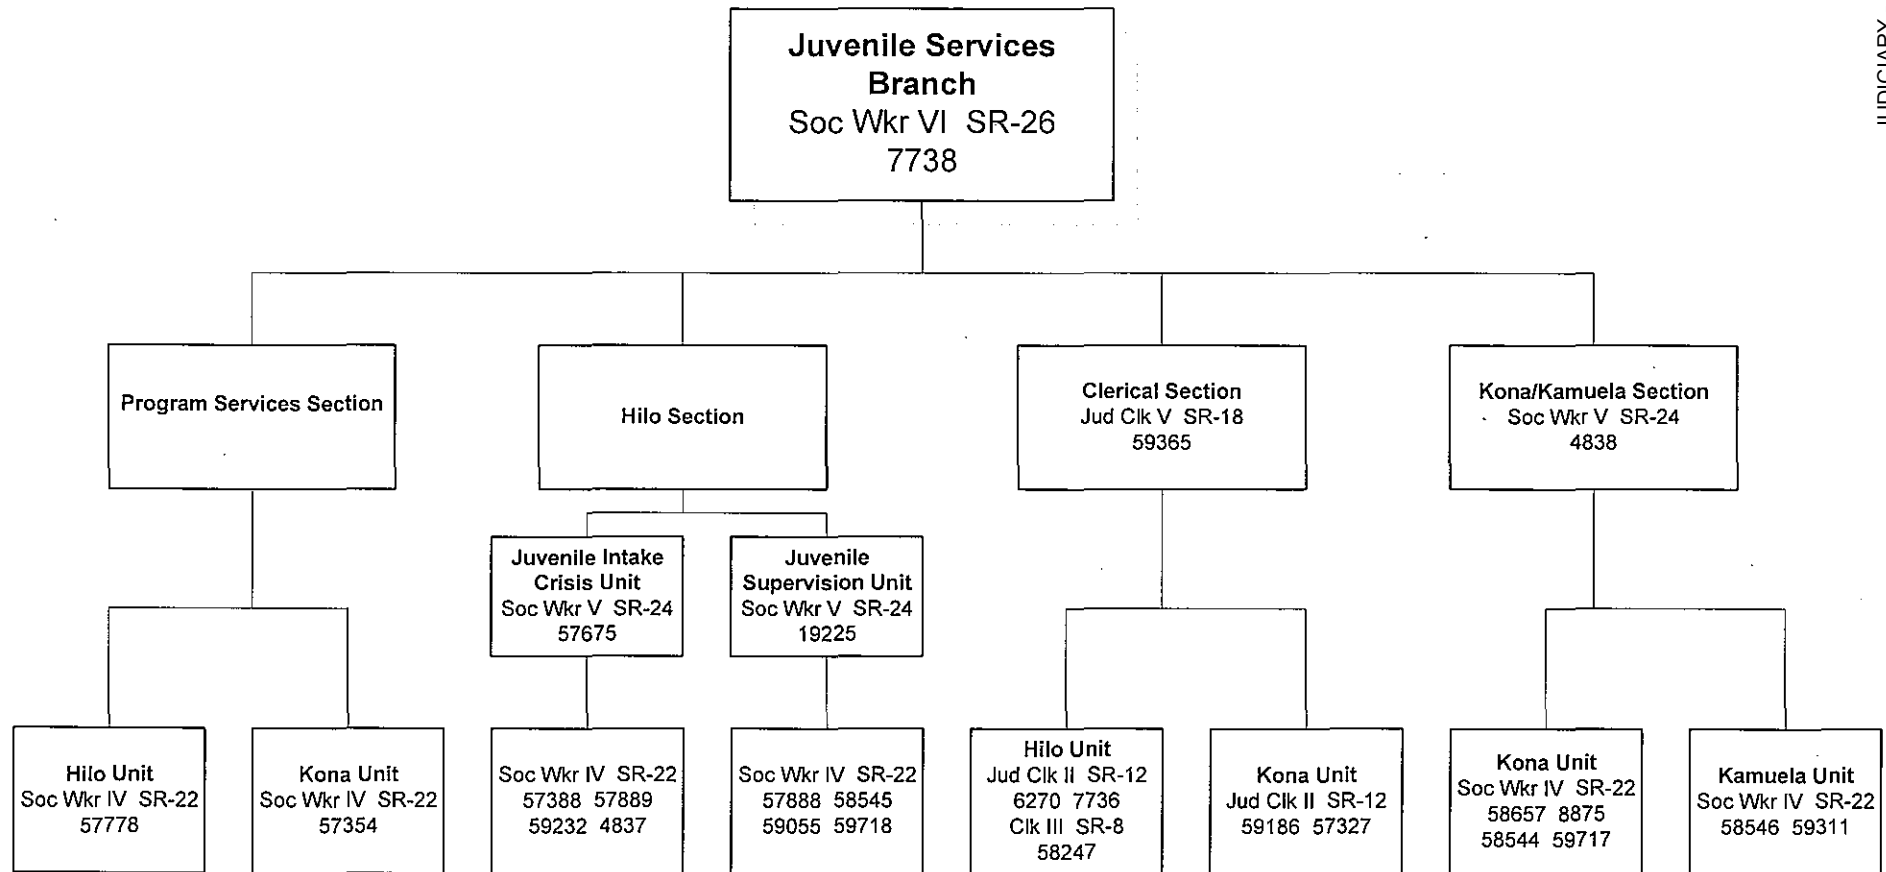 JUDICIARY
Juvenile Services
Branch
Soc Wkr VI SR-26
7738
Program Services Section
Hilo Section
Clerical Section
Jud Clk V SR-18
59365
Kona/Kamuela Section
Soc Wkr V SR-24
4838
Juvenile Intake
Crisis Unit
Soc Wkr V SR-24
57675
Juvenile
Supervision Unit
Soc Wkr V SR-24
19225
Hilo Unit
Soc Wkr IV SR-22
57778
Kona Unit
Soc Wkr IV SR-22
57354
Soc Wkr IV SR-22
57388 57889
59232 4837
Soc Wkr IV SR-22
57888 58545
59055 59718
Hilo Unit
Jud Clk II SR-12
6270 7736
Clk III SR-8
58247
Kona Unit
Jud Clk II SR-12
59186 57327
Kona Unit
Soc Wkr IV SR-22
58657 8875
58544 59717
Kamuela Unit
Soc Wkr IV SR-22
58546 59311